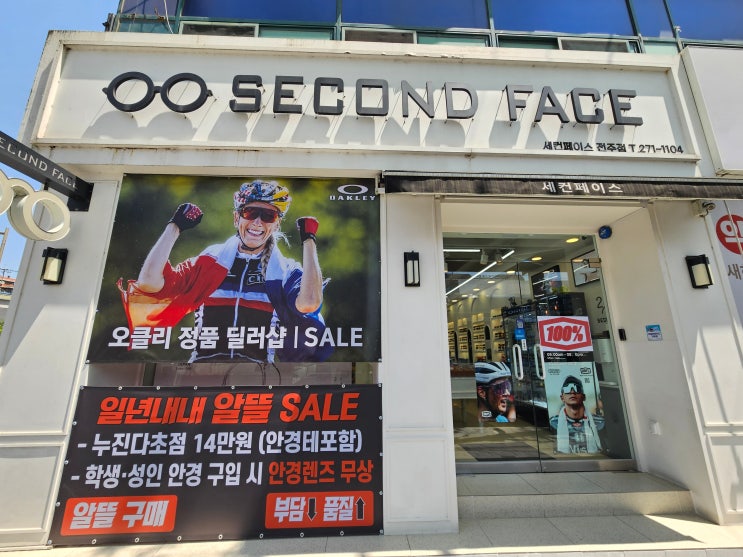 SECOND FACE
세컨페이스 전주점 T 271-1104
SECOND FACE
세컨페이스
OAKLEY
오클리 정품 딜러샵 | SALE
100%
일년내내 알뜰 SALE
- 누진다초점 14만원 (안경테포함)
- 학생·성인 안경 구입 시 안경렌즈 무상
알뜰 구매
부담↓ 품질↑